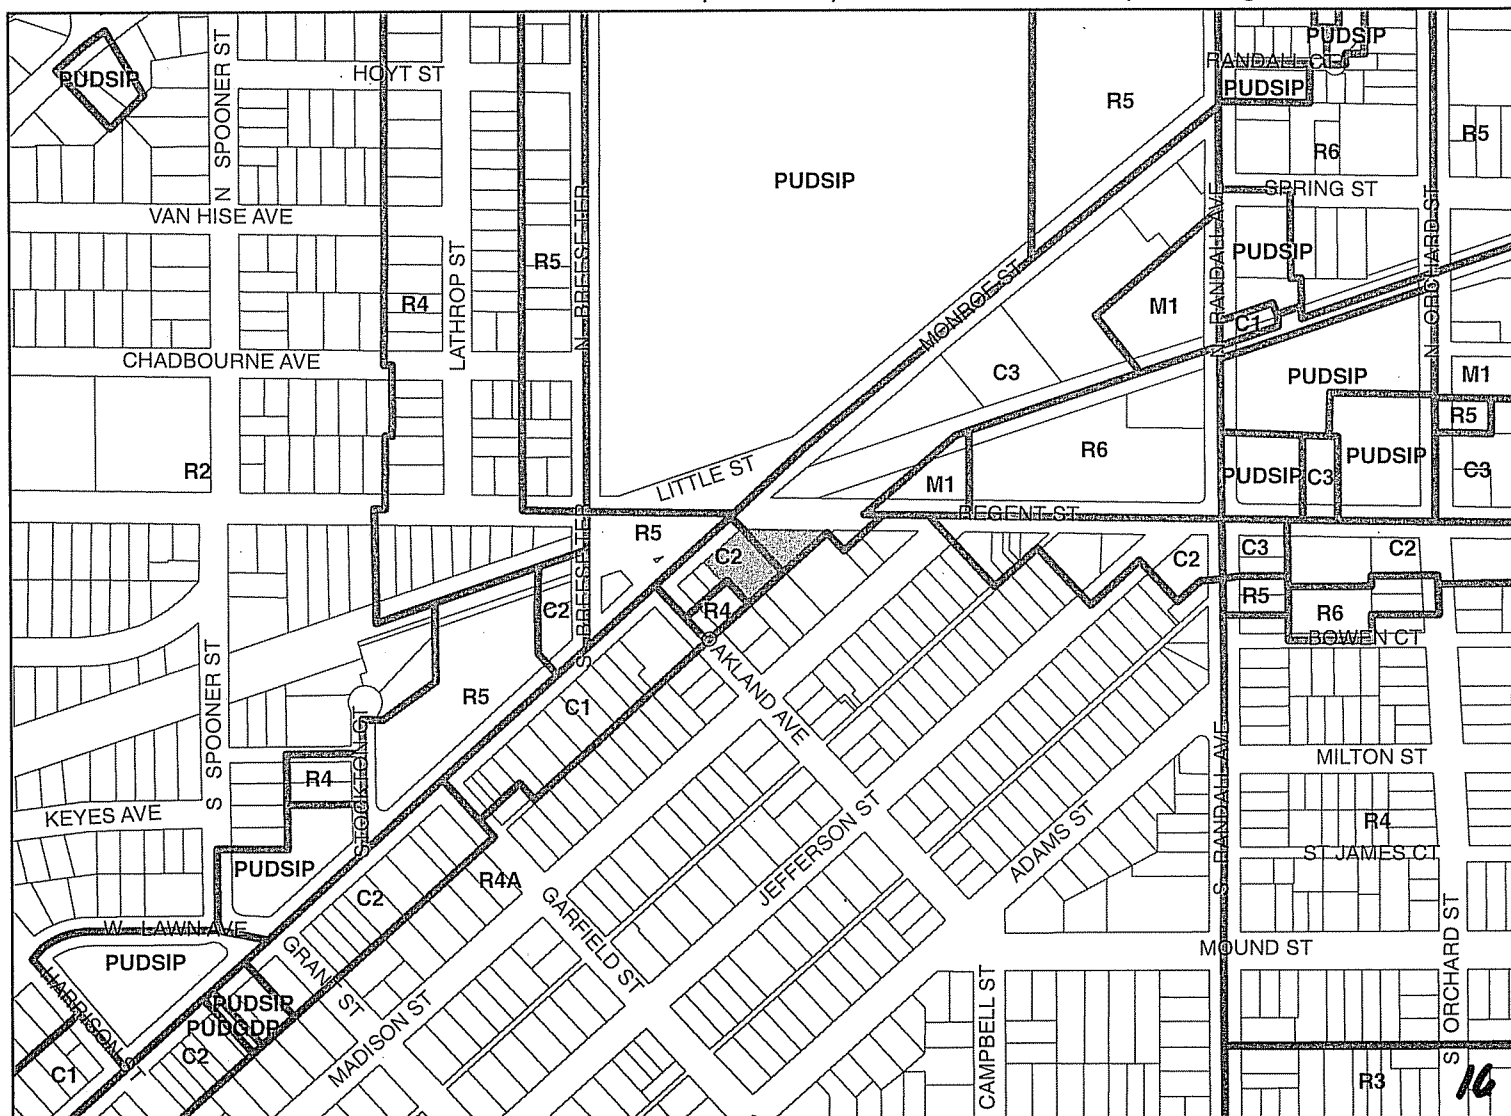 PUDSIP
RANDALL CT
PUDSIP
PUDSIP
N SPOONER ST
HOYT ST
R5
R5
R6
PUDSIP
SPRING ST
VAN HISE AVE
N BREESE TER
N RANDALL AVE
N ORCHARD ST
LATHROP ST
R5
PUDSIP
R4
MONROE ST
M1
C1
CHADBOURNE AVE
C3
PUDSIP
M1
R5
R2
LITTLE ST
R6
M1
PUDSIP
C3
PUDSIP
C3
REGENT ST
R5
C2
C2
C3
C2
C2
R4
R5
R6
BOWEN CT
S BREESE TER
OAKLAND AVE
S SPOONER ST
R5
C1
STOCKTON CT
S RANDALL AVE
MILTON ST
R4
KEYES AVE
R4
JEFFERSON ST
ADAMS ST
ST JAMES CT
PUDSIP
R4A
C2
GARFIELD ST
W LAWN AVE
PUDSIP
GRANT ST
MOUND ST
S ORCHARD ST
HARRISON ST
PUDSIP
PUDGDP
MADISON ST
CAMPBELL ST
C2
C1
R3
16